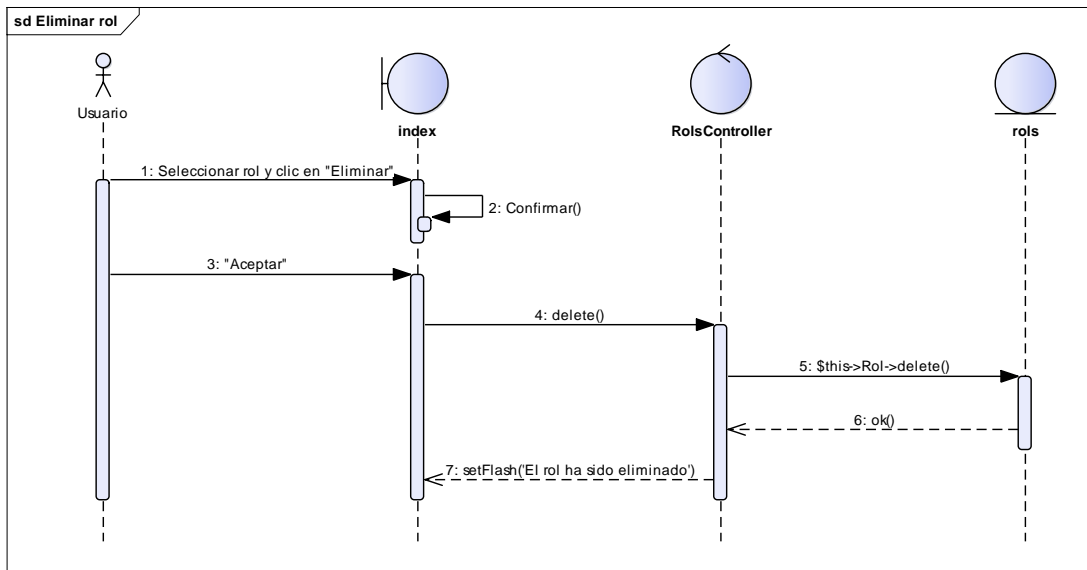 sd Eliminar rol
Usuario
index
RolsController
rols
1: Seleccionar rol y clic en "Eliminar"
2: Confirmar()
3: "Aceptar"
4: delete()
5: $this->Rol->delete()
6: ok()
7: setFlash('El rol ha sido eliminado')